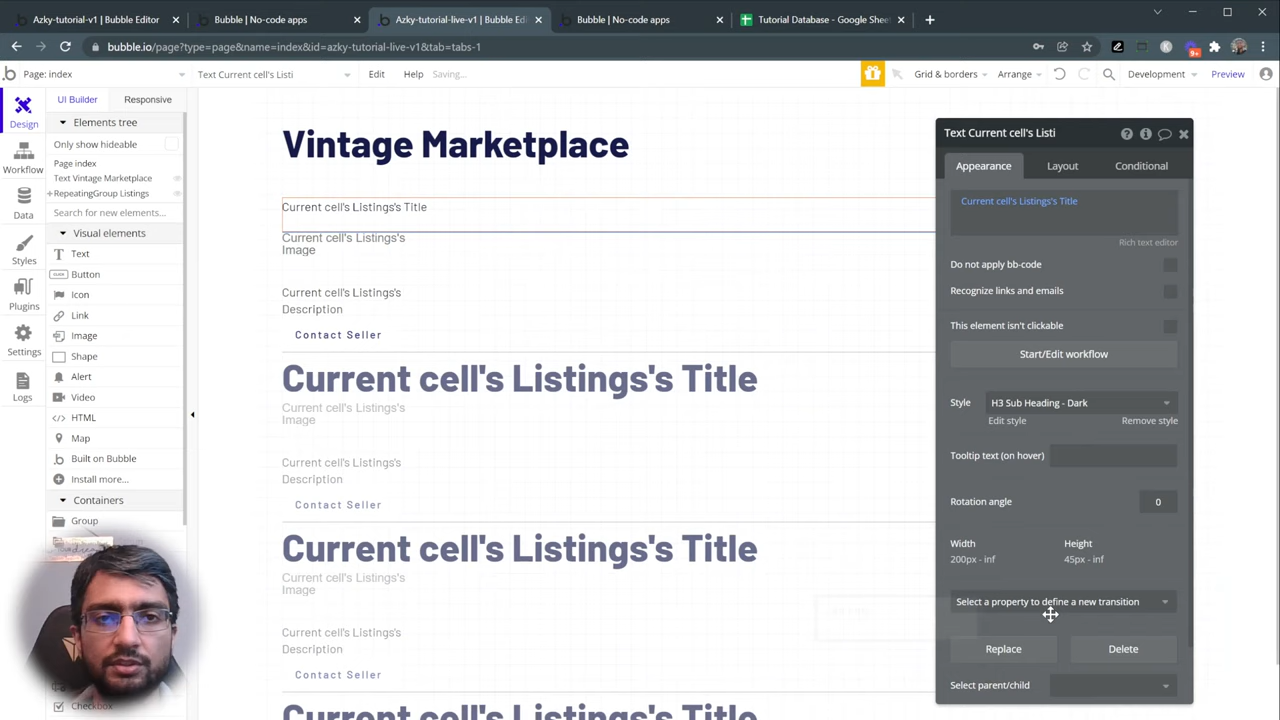 Azky-tutorial-v1 | Bubble Editor
Bubble | No-code apps
Azky-tutorial-live-v1 | Bubble Edi
Bubble | No-code apps
Tutorial Database - Google Shee
bubble.io/page?type=page&name=index&id=azky-tutorial-live-v1&tab=tabs-1
9+
Page: index
Text Current cell's Listi
Edit
Help
Saving...
Grid & borders
Arrange
Development
Preview
Design
Workflow
Data
Styles
Plugins
Settings
Logs
UI Builder
Responsive
Elements tree
Only show hideable
Page index
Text Vintage Marketplace
+RepeatingGroup Listings
Search for new elements...
Visual elements
Text
CLICK
Button
Icon
Link
Image
Shape
Alert
Video
HTML
Map
Built on Bubble
Install more...
Containers
Group
Checkbox
Vintage Marketplace
Current cell's Listings's Title
Current cell's Listings's
Image
Current cell's Listings's
Description
Contact Seller
Current cell's Listings's Title
Current cell's Listings's
Image
Current cell's Listings's
Description
Contact Seller
Current cell's Listings's Title
Current cell's Listings's
Image
Current cell's Listings's
Description
Contact Seller
Current cell's Listings's Title
Text Current cell's Listi
Appearance
Layout
Conditional
Current cell's Listings's Title
Rich text editor
Do not apply bb-code
Recognize links and emails
This element isn't clickable
Start/Edit workflow
Style
H3 Sub Heading - Dark
Edit style
Remove style
Tooltip text (on hover)
Rotation angle
0
Width
Height
200px - inf
45px - inf
Select a property to define a new transition
Replace
Delete
Select parent/child